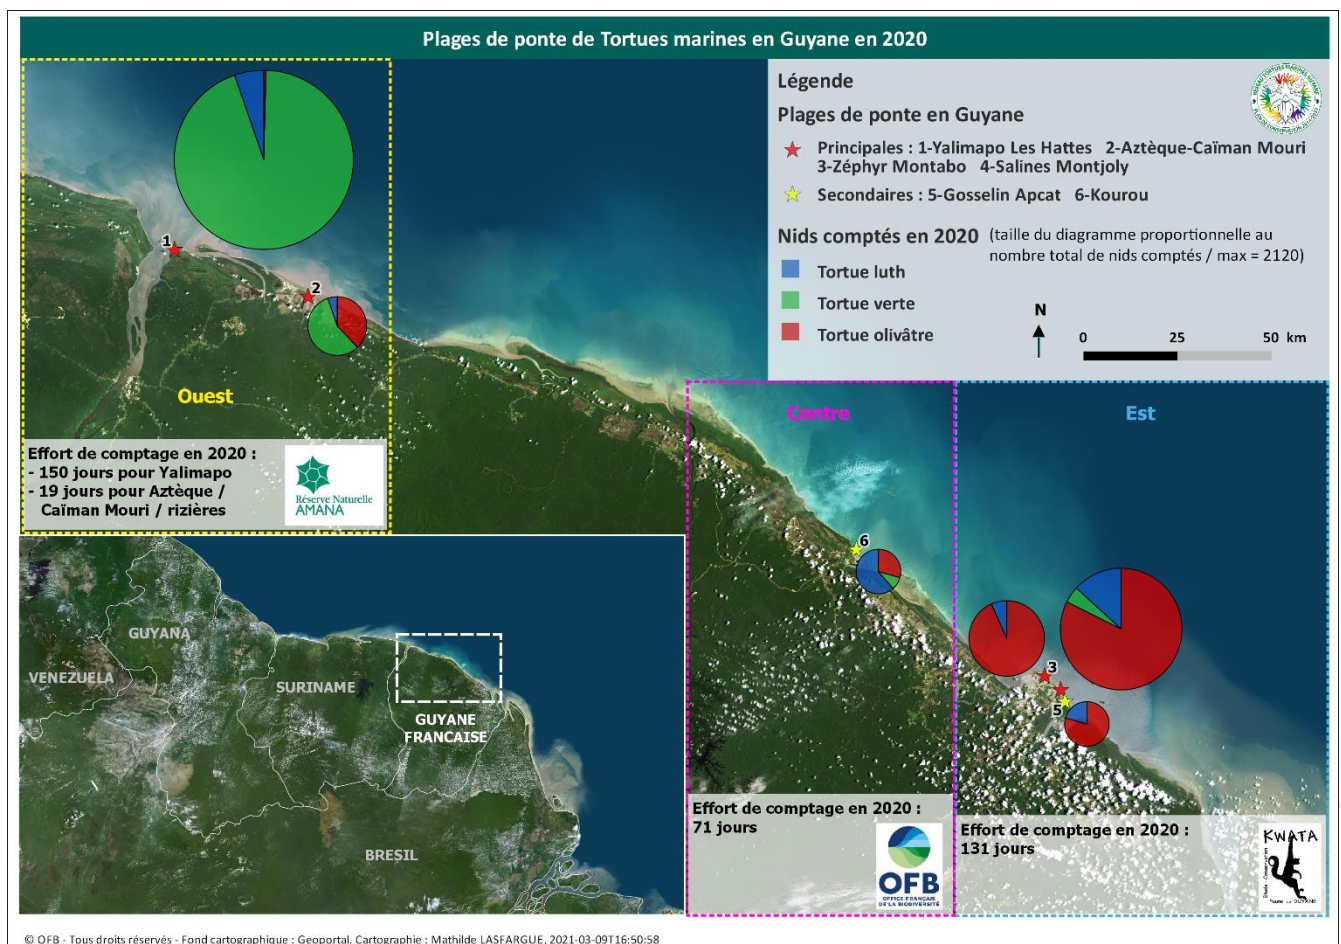 Plages de ponte de Tortues marines en Guyane en 2020
Légende
Plages de ponte en Guyane
Principales : 1-Yalimapo Les Hattes 2-Aztèque-Caïman Mouri
3-Zéphyr Montabo 4-Salines Montjoly
Secondaires : 5-Gosselin Apcat 6-Kourou
Nids comptés en 2020 (taille du diagramme proportionnelle au
nombre total de nids comptés / max = 2120)
Tortue luth
Tortue verte
Tortue olivâtre
N
0 25 50 km
1
2
Ouest
Effort de comptage en 2020 :
- 150 jours pour Yalimapo
- 19 jours pour Aztèque /
Caïman Mouri / rizières
Réserve Naturelle
AMANA
Centre
6
Effort de comptage en 2020 :
71 jours
OFB
OFFICE FRANÇAIS
DE LA BIODIVERSITÉ
Est
3
5
Effort de comptage en 2020 :
131 jours
KWATA
GUYANA
VENEZUELA
SURINAME
GUYANE
FRANCAISE
BRESIL
© OFB - Tous droits réservés - Fond cartographique : Geoportal. Cartographie : Mathilde LASFARGUE, 2021-03-09T16:50:58